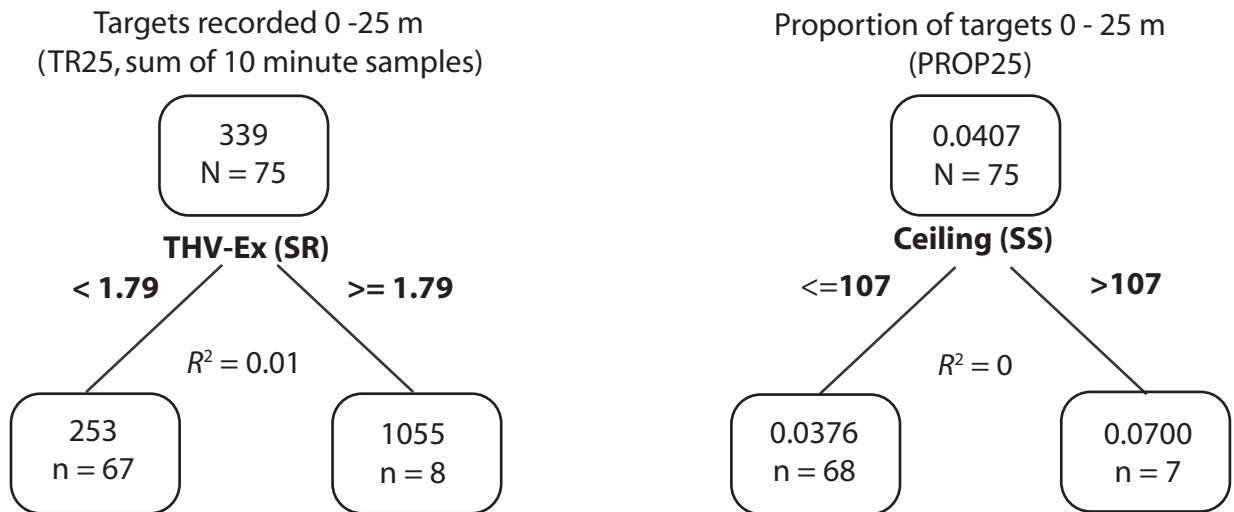 Targets recorded 0 -25 m
(TR25, sum of 10 minute samples)
339
N = 75
THV-Ex (SR)
< 1.79
>= 1.79
R² = 0.01
253
n = 67
1055
n = 8
Proportion of targets 0 - 25 m
(PROP25)
0.0407
N = 75
Ceiling (SS)
<=107
>107
R² = 0
0.0376
n = 68
0.0700
n = 7